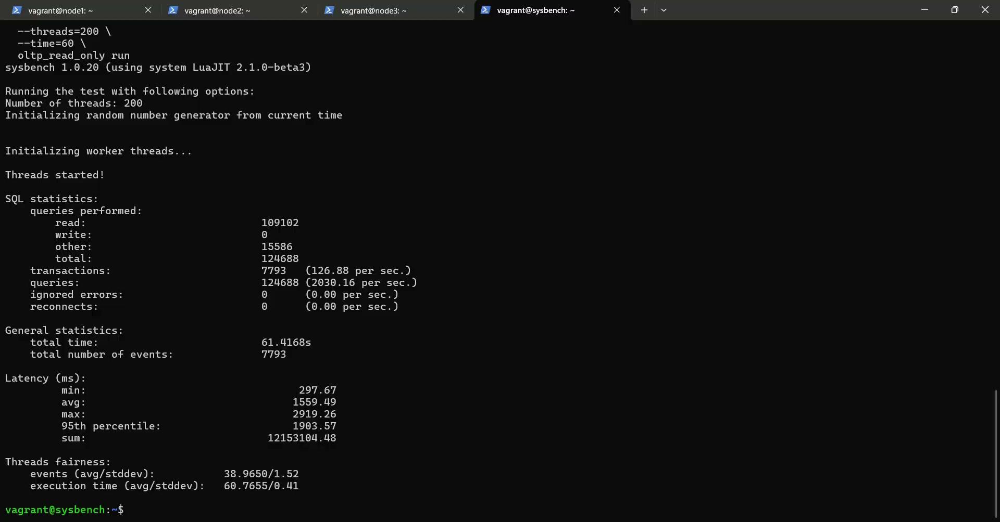 vagrant@node1: ~
vagrant@node2: ~
vagrant@node3: ~
vagrant@sysbench: ~
--threads=200 \
--time=60 \
oltp_read_only run
sysbench 1.0.20 (using system LuaJIT 2.1.0-beta3)
Running the test with following options:
Number of threads: 200
Initializing random number generator from current time
Initializing worker threads...
Threads started!
SQL statistics:
queries performed:
read: 109102
write: 0
other: 15586
total: 124688
transactions: 7793 (126.88 per sec.)
queries: 124688 (2030.16 per sec.)
ignored errors: 0 (0.00 per sec.)
reconnects: 0 (0.00 per sec.)
General statistics:
total time: 61.4168s
total number of events: 7793
Latency (ms):
min: 297.67
avg: 1559.49
max: 2919.26
95th percentile: 1903.57
sum: 12153104.48
Threads fairness:
events (avg/stddev): 38.9650/1.52
execution time (avg/stddev): 60.7655/0.41
vagrant@sysbench:~$